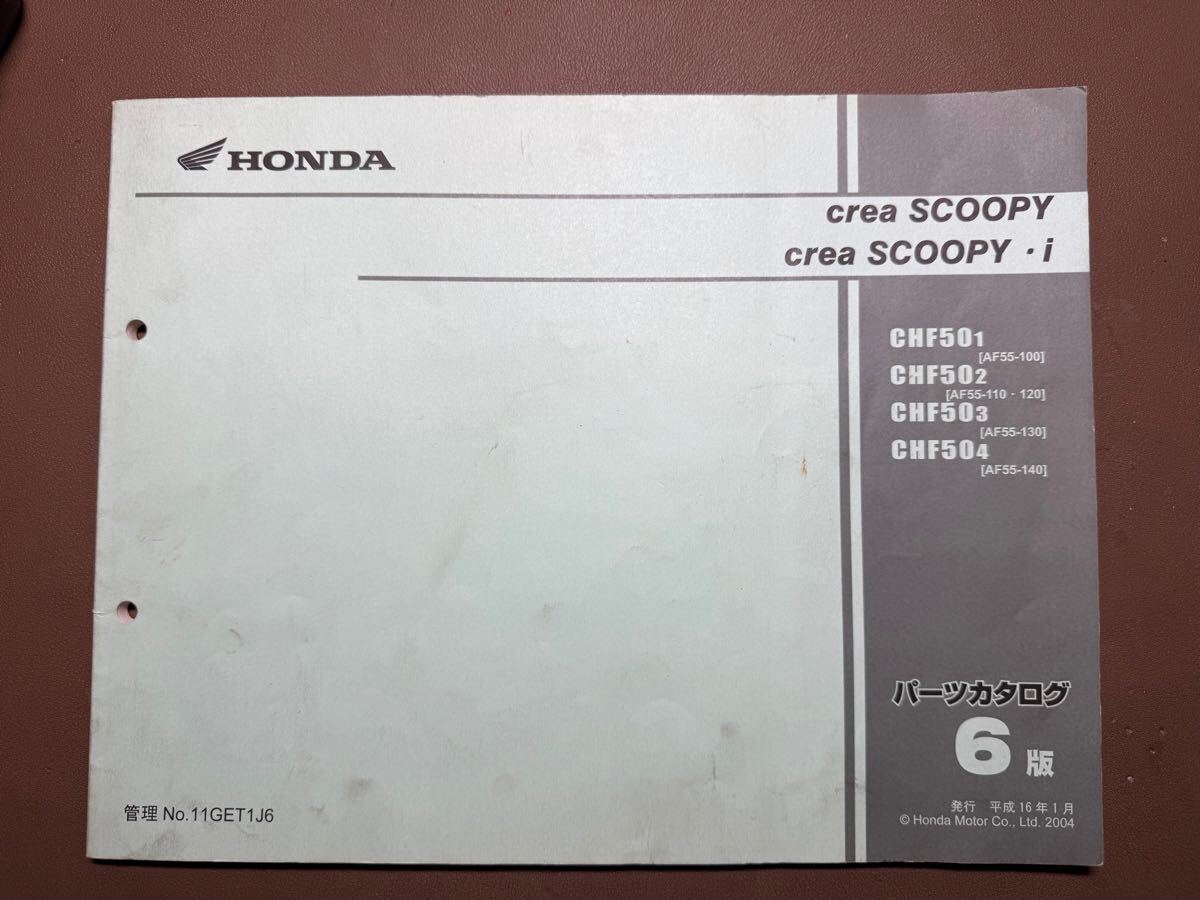 HONDA
crea SCOOPY
crea SCOOPY・i
CHF501
[AF55-100]
CHF502
[AF55-110・120]
CHF503
[AF55-130]
CHF504
[AF55-140]
パーツカタログ
6版
管理 No.11GET1J6
発行 平成16年1月
© Honda Motor Co., Ltd. 2004